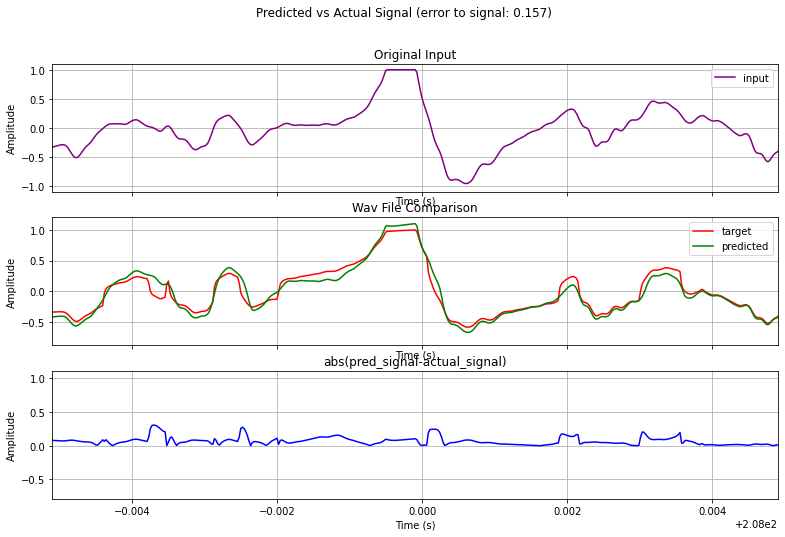 Predicted vs Actual Signal (error to signal: 0.157)
Original Input
1.0
0.5
0.0
−0.5
−1.0
Amplitude
input
Time (s)
Wav File Comparison
1.0
0.5
0.0
−0.5
Amplitude
target
predicted
Time (s)
abs(pred_signal-actual_signal)
1.0
0.5
0.0
−0.5
Amplitude
−0.004 −0.002 0.000 0.002 0.004
Time (s)
+2.08e2